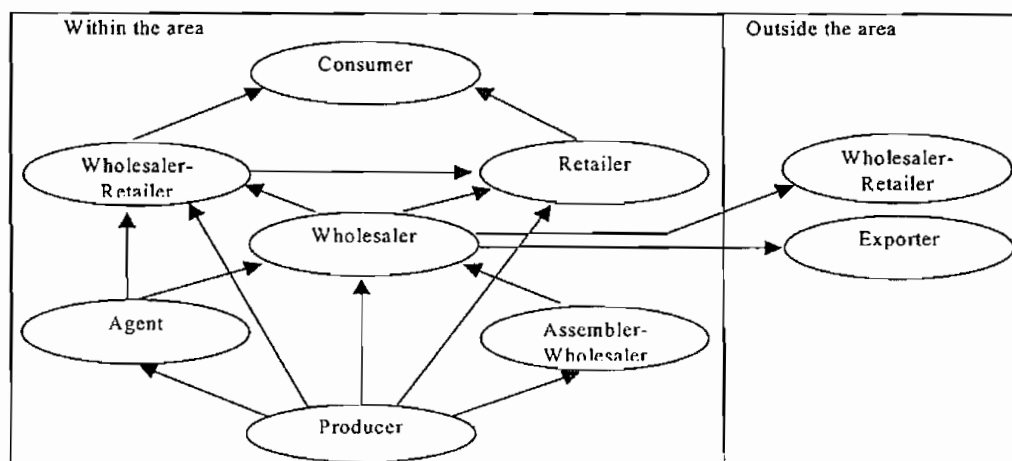 Within the area
Outside the area
Consumer
Wholesaler-
Retailer
Retailer
Wholesaler-
Retailer
Wholesaler
Exporter
Agent
Assembler-
Wholesaler
Producer